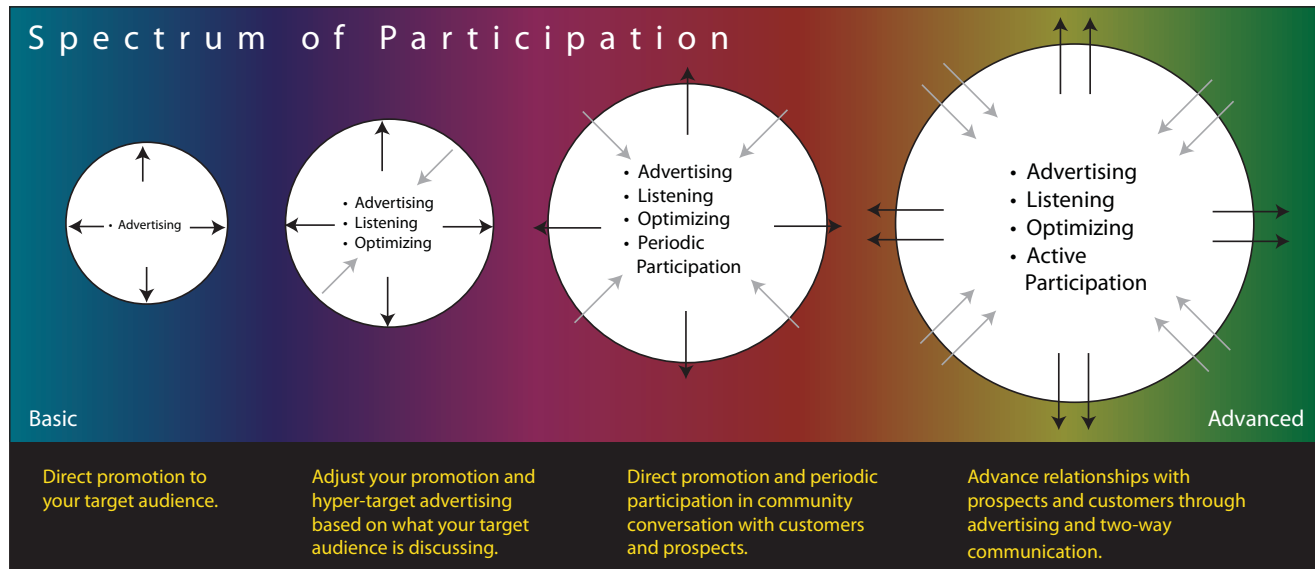 Spectrum of Participation
• Advertising
• Advertising
• Listening
• Optimizing
• Advertising
• Listening
• Optimizing
• Periodic
Participation
• Advertising
• Listening
• Optimizing
• Active
Participation
Basic
Advanced
Direct promotion to
your target audience.
Adjust your promotion and
hyper-target advertising
based on what your target
audience is discussing.
Direct promotion and periodic
participation in community
conversation with customers
and prospects.
Advance relationships with
prospects and customers through
advertising and two-way
communication.